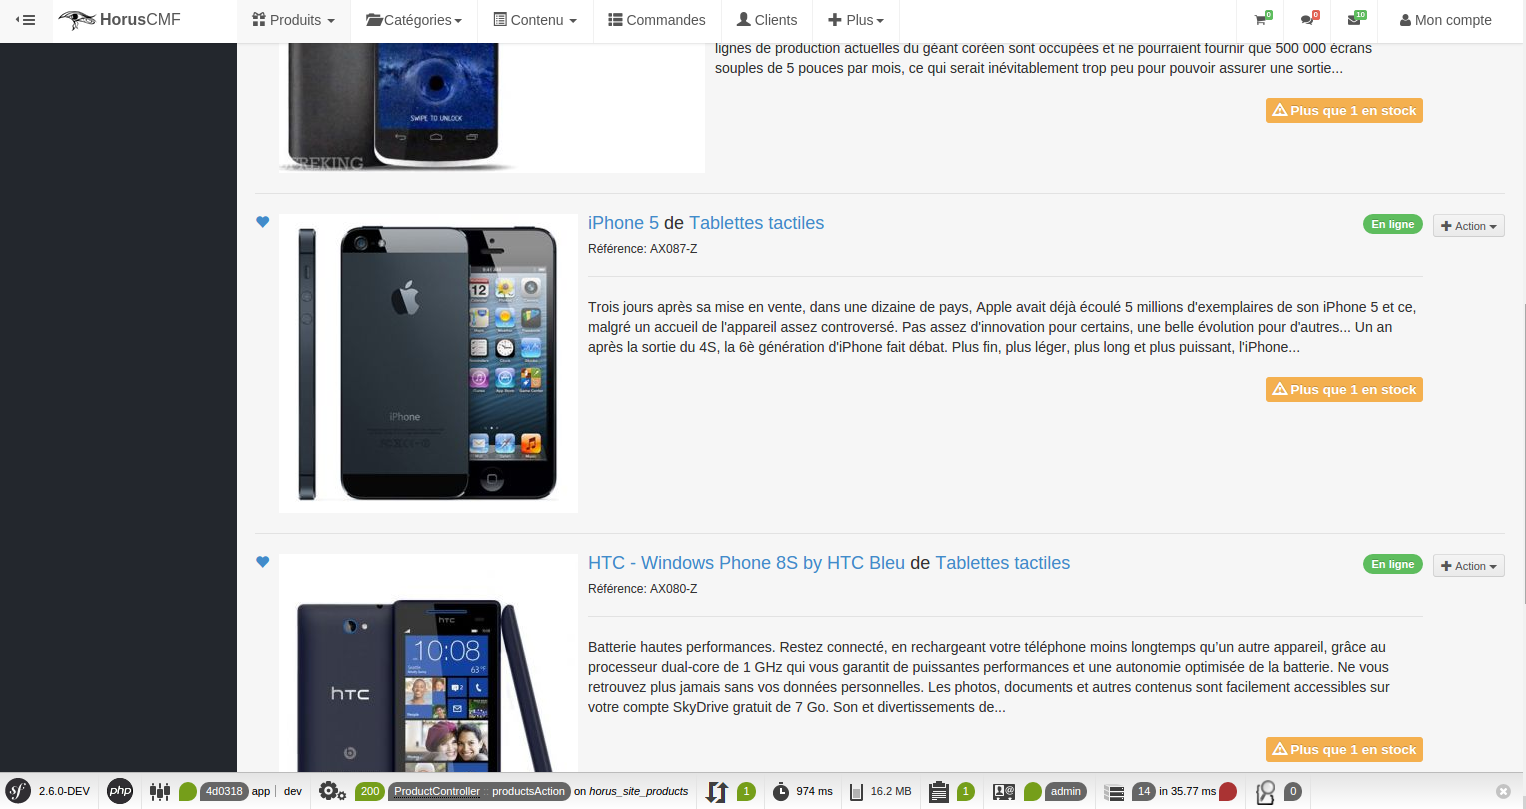 HorusCMF
Produits
Catégories
Contenu
Commandes
Clients
Plus
0
6
10
Mon compte
lignes de production actuelles du géant coréen sont occupées et ne pourraient fournir que 500 000 écrans
souples de 5 pouces par mois, ce qui serait inévitablement trop peu pour pouvoir assurer une sortie...
SWIPE TO UNLOCK
Plus que 1 en stock
iPhone 5 de Tablettes tactiles
En ligne
Action
Référence: AX087-Z
Trois jours après sa mise en vente, dans une dizaine de pays, Apple avait déjà écoulé 5 millions d'exemplaires de son iPhone 5 et ce,
malgré un accueil de l'appareil assez controversé. Pas assez d'innovation pour certains, une belle évolution pour d'autres... Un an
après la sortie du 4S, la 6è génération d'iPhone fait débat. Plus fin, plus léger, plus long et plus puissant, l'iPhone...
12
iPhone
Plus que 1 en stock
HTC - Windows Phone 8S by HTC Bleu de Tablettes tactiles
En ligne
Action
Référence: AX080-Z
hTC
10:08
hTC
Batterie hautes performances. Restez connecté, en rechargeant votre téléphone moins longtemps qu’un autre appareil, grâce au
processeur dual-core de 1 GHz qui vous garantit de puissantes performances et une autonomie optimisée de la batterie. Ne vous
retrouvez plus jamais sans vos données personnelles. Les photos, documents et autres contenus sont facilement accessibles sur
votre compte SkyDrive gratuit de 7 Go. Son et divertissements de...
Plus que 1 en stock
sf 2.6.0-DEV
php
4d0318 app dev
200 ProductController :: productsAction on horus_site_products
1
974 ms
16.2 MB
1
admin
14 in 35.77 ms
0